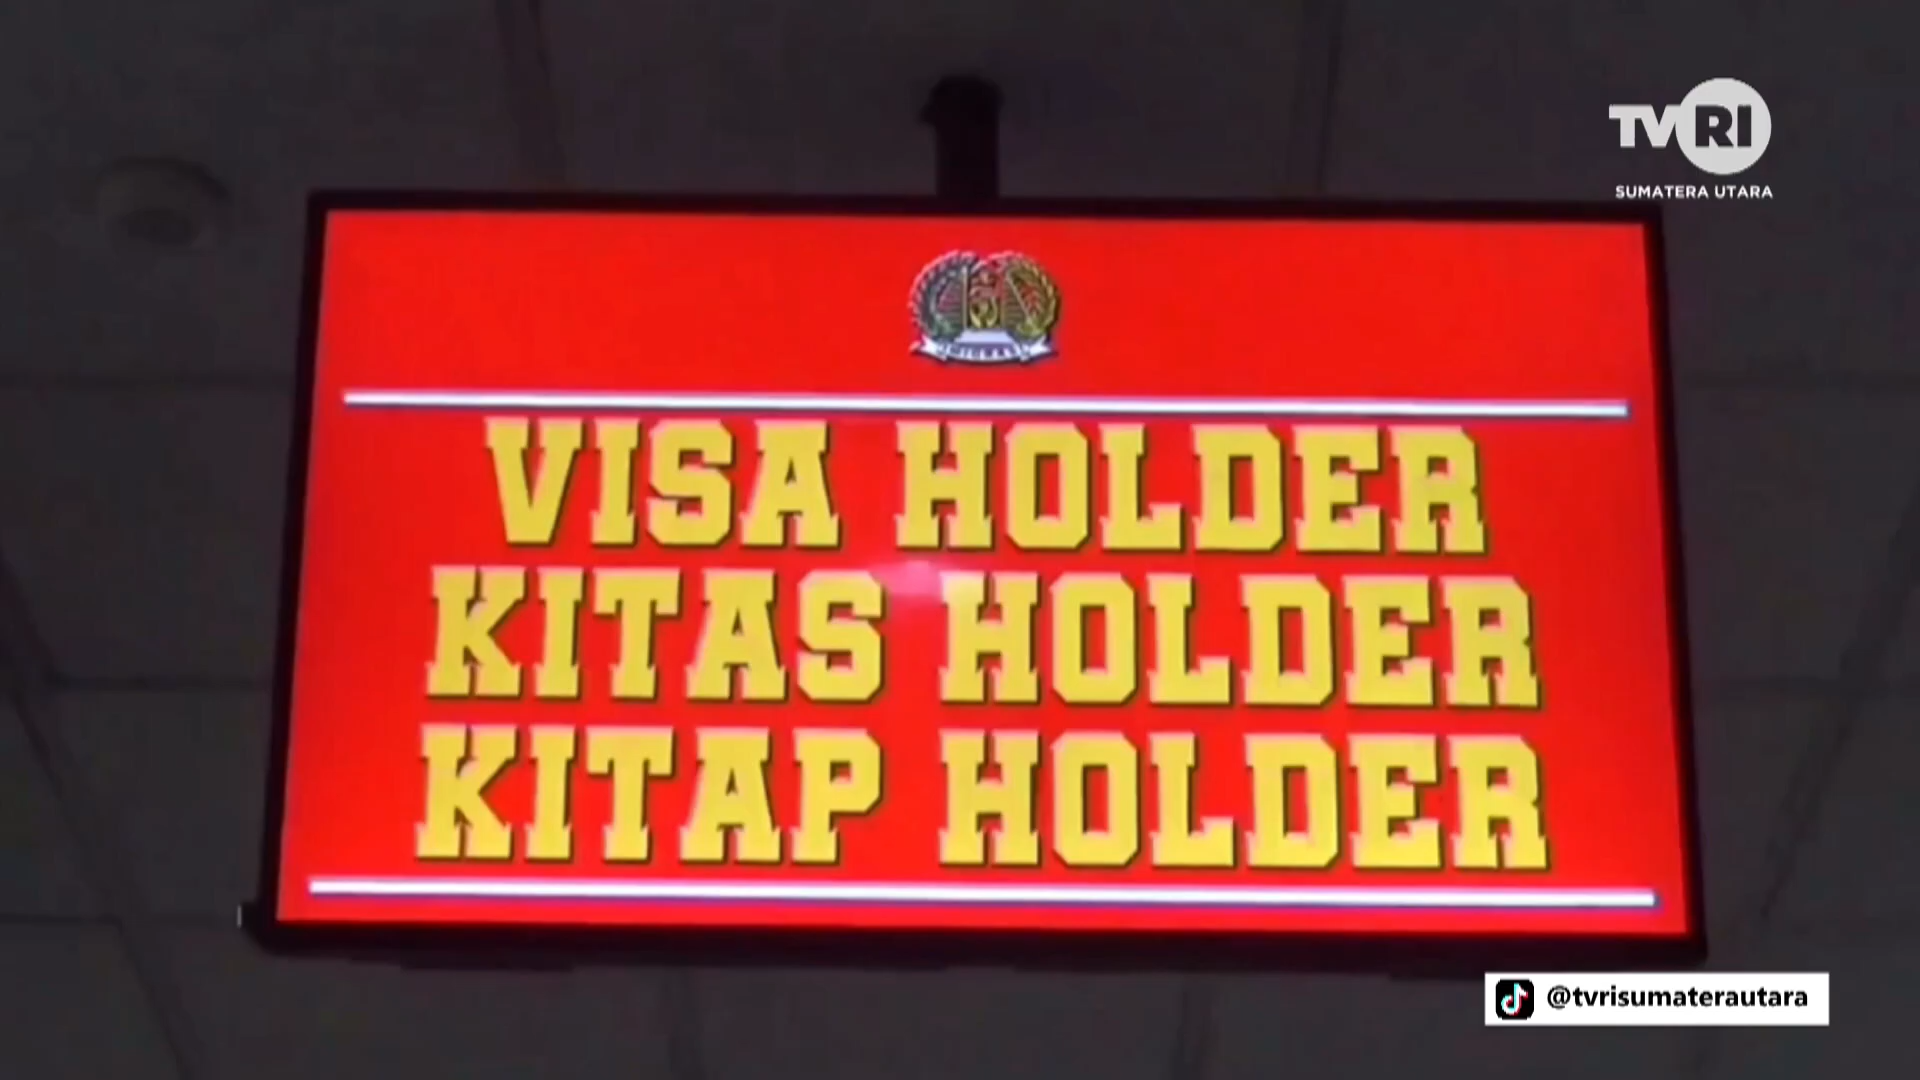 TVRI
SUMATERA UTARA
VISA HOLDER
KITAS HOLDER
KITAP HOLDER
@tvrisumaterautara